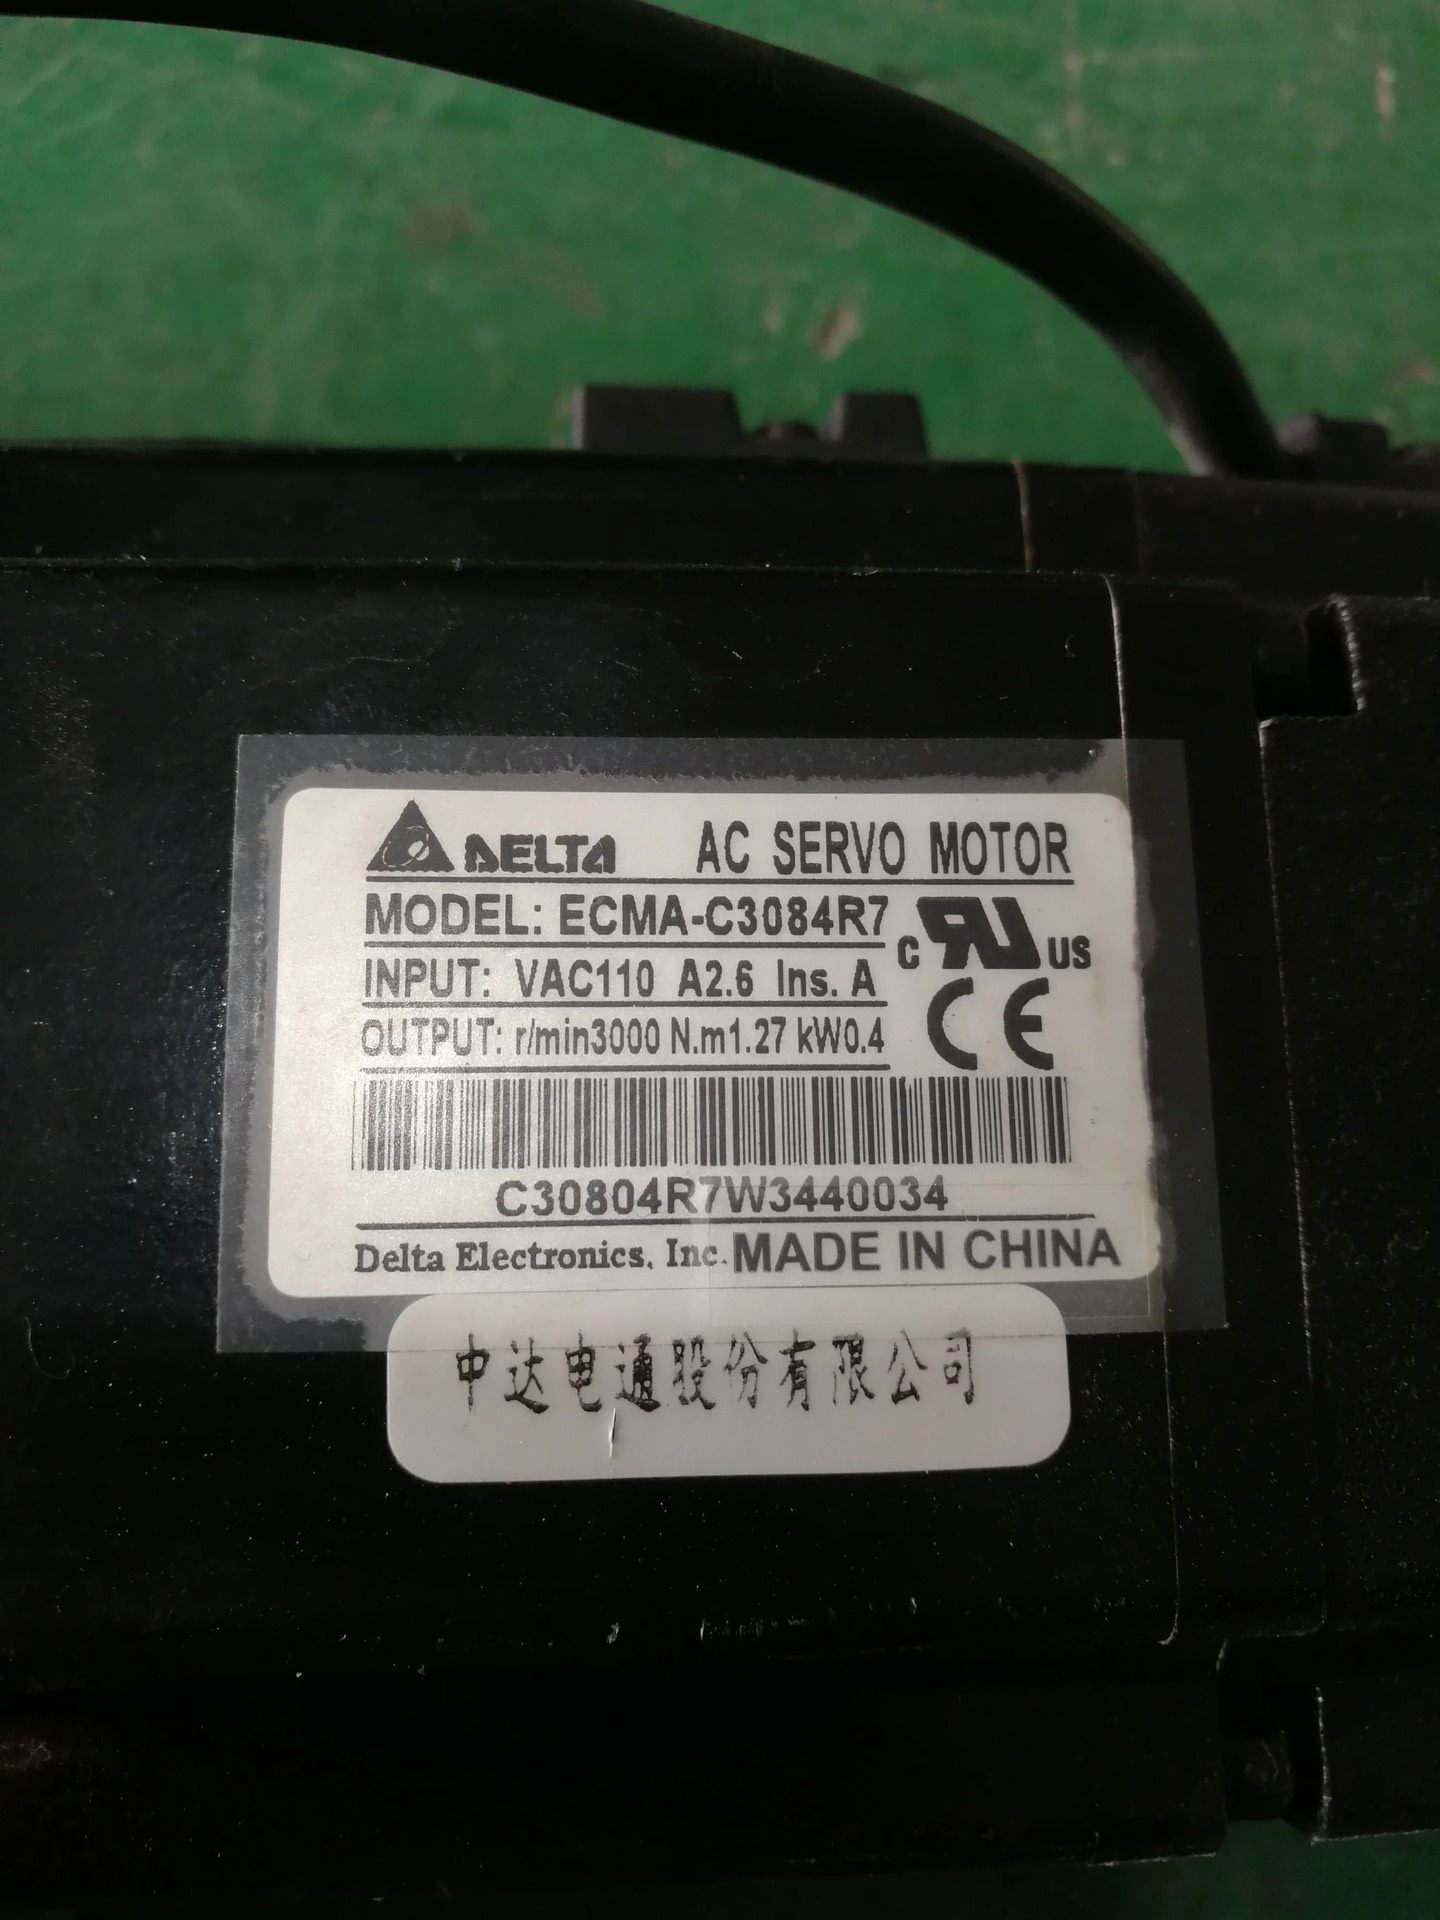 DELTA AC SERVO MOTOR
MODEL: ECMA-C3084R7
INPUT: VAC110 A2.6 Ins. A
OUTPUT: r/min3000 N.m1.27 kW0.4
C RU US
CE
C30804R7W3440034
Delta Electronics, Inc. MADE IN CHINA
中达电通股份有限公司